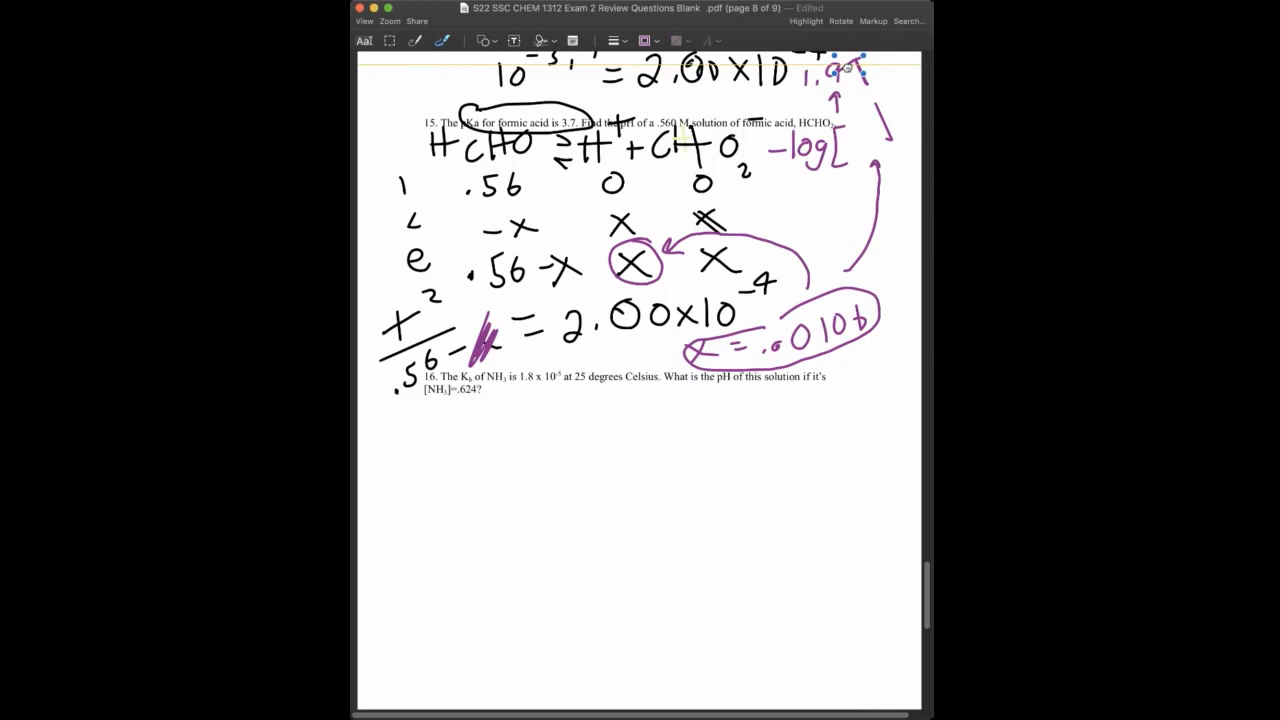 S22 SSC CHEM 1312 Exam 2 Review Questions Blank .pdf (page 8 of 9) — Edited
View Zoom Share Highlight Rotate Markup Search...
10 = 2.00 x 10
15. The pKa for formic acid is 3.7. Find the pH of a .560 M solution of formic acid, HCHO2
HCHO ⇌ H+ + CHO2- -log[
I .56 0 0
C -x x x
e .56-x x x
x2 = 2.00x10-4
.56 - x = .0106
16. The Kb of NH3 is 1.8 x 10-5 at 25 degrees Celsius. What is the pH of this solution if it's
[NH3]=.624?